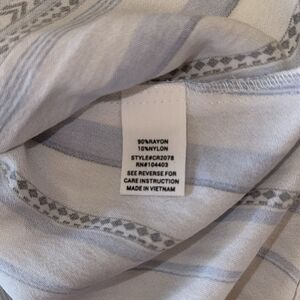 90%RAYON
10%NYLON
STYLE#CR2078
RN#104403
SEE REVERSE FOR
CARE INSTRUCTION
MADE IN VIETNAM